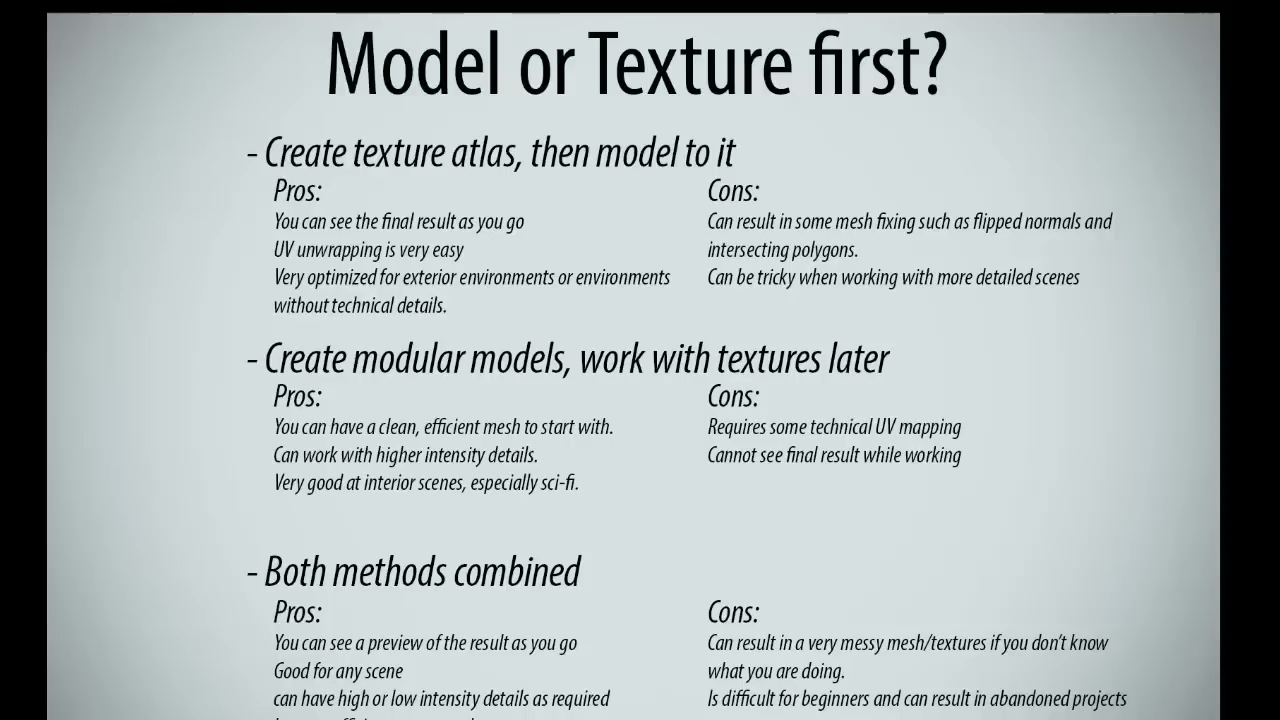 Model or Texture first?
- Create texture atlas, then model to it
Pros:
You can see the final result as you go
UV unwrapping is very easy
Very optimized for exterior environments or environments
without technical details.
Cons:
Can result in some mesh fixing such as flipped normals and
intersecting polygons.
Can be tricky when working with more detailed scenes
- Create modular models, work with textures later
Pros:
You can have a clean, efficient mesh to start with.
Can work with higher intensity details.
Very good at interior scenes, especially sci-fi.
Cons:
Requires some technical UV mapping
Cannot see final result while working
- Both methods combined
Pros:
You can see a preview of the result as you go
Good for any scene
can have high or low intensity details as required
Cons:
Can result in a very messy mesh/textures if you don't know
what you are doing.
Is difficult for beginners and can result in abandoned projects